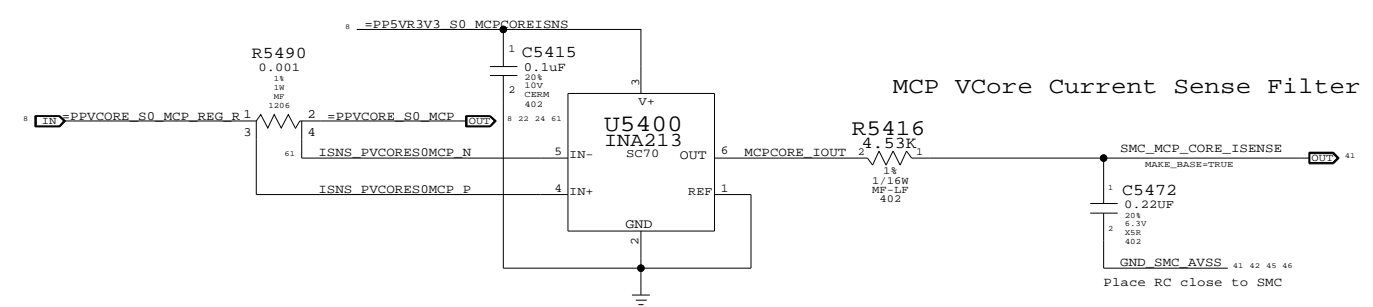 8 =PP5VR3V3_S0_MCPCOREISNS
R5490
0.001
1%
1W
MF
1206
1
C5415
0.1uF
20%
10V
CERM
402
2
3
V+
MCP VCore Current Sense Filter
8 IN =PPVCORE_S0_MCP_REG_R 1
2 =PPVCORE_S0_MCP OUT 8 22 24 61
3
4
U5400
INA213
SC70
R5416
4.53K
1%
1/16W
MF-LF
402
61 ISNS_PVCORES0MCP_N 5 IN-
OUT 6 MCPCORE_IOUT 2
1
SMC_MCP_CORE_ISENSE OUT 41
MAKE_BASE=TRUE
ISNS_PVCORES0MCP_P 4 IN+
REF 1
1
C5472
0.22UF
20%
6.3V
X5R
402
2
GND
2
GND_SMC_AVSS 41 42 45 46
Place RC close to SMC